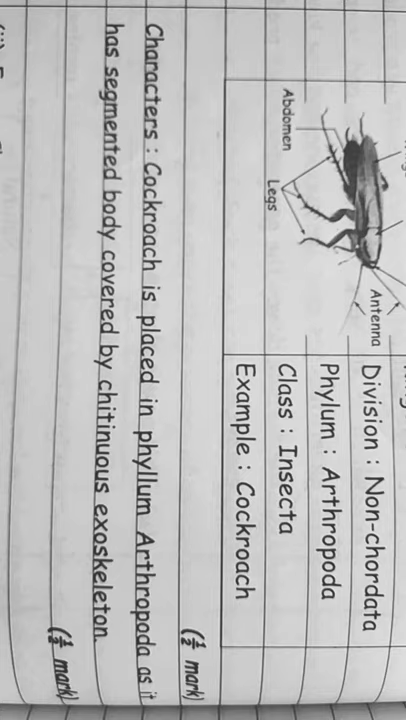 Antenna
Abdomen
Legs
Division : Non-chordata
Phylum : Arthropoda
Class : Insecta
Example : Cockroach
(½ mark)
Characters : Cockroach is placed in phyllum Arthropoda as it
has segmented body covered by chitinuous exoskeleton.
(½ mark)